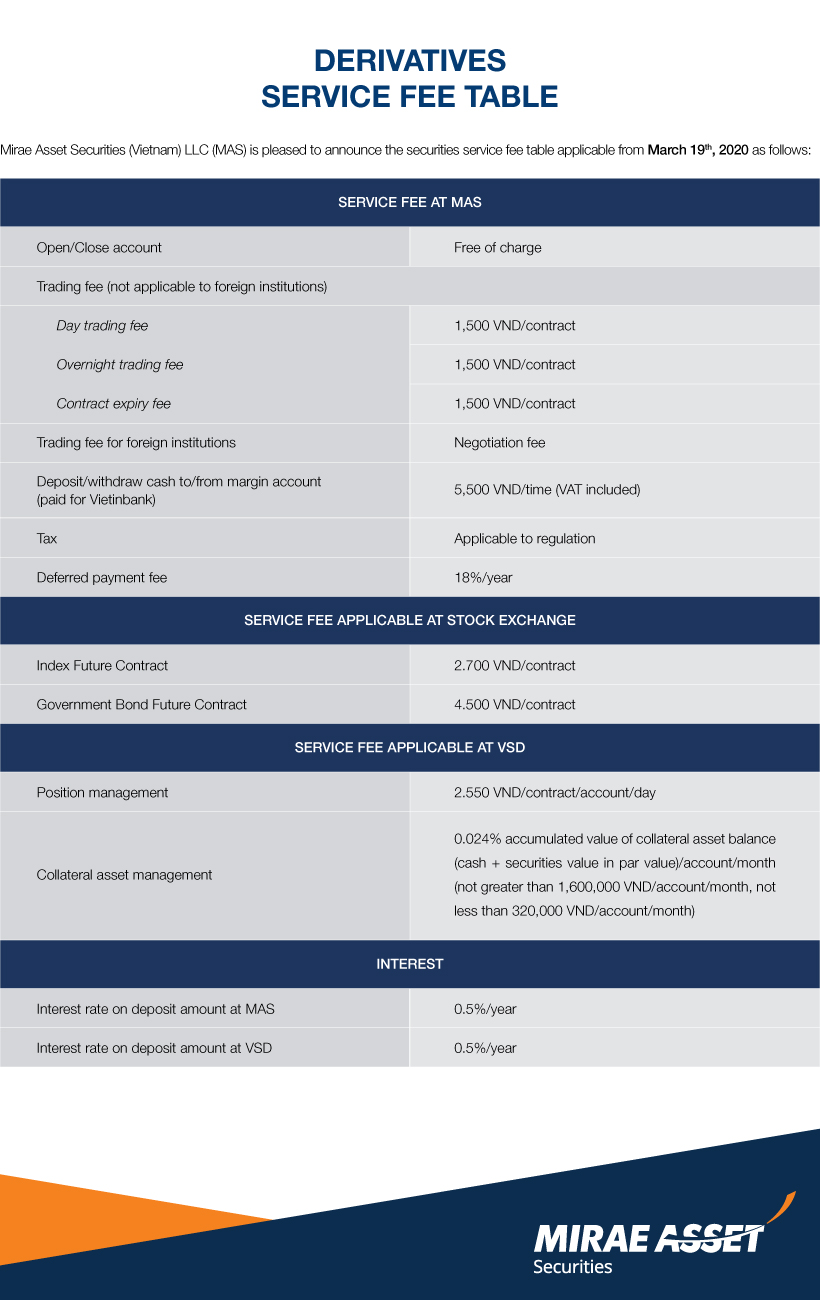 DERIVATIVES
SERVICE FEE TABLE
Mirae Asset Securities (Vietnam) LLC (MAS) is pleased to announce the securities service fee table applicable from March 19th, 2020 as follows:
SERVICE FEE AT MAS
Open/Close account Free of charge
Trading fee (not applicable to foreign institutions)
Day trading fee 1,500 VND/contract
Overnight trading fee 1,500 VND/contract
Contract expiry fee 1,500 VND/contract
Trading fee for foreign institutions Negotiation fee
Deposit/withdraw cash to/from margin account
(paid for Vietinbank)
5,500 VND/time (VAT included)
Tax Applicable to regulation
Deferred payment fee 18%/year
SERVICE FEE APPLICABLE AT STOCK EXCHANGE
Index Future Contract 2.700 VND/contract
Government Bond Future Contract 4.500 VND/contract
SERVICE FEE APPLICABLE AT VSD
Position management 2.550 VND/contract/account/day
Collateral asset management
0.024% accumulated value of collateral asset balance
(cash + securities value in par value)/account/month
(not greater than 1,600,000 VND/account/month, not
less than 320,000 VND/account/month)
INTEREST
Interest rate on deposit amount at MAS 0.5%/year
Interest rate on deposit amount at VSD 0.5%/year
MIRAE ASSET
Securities